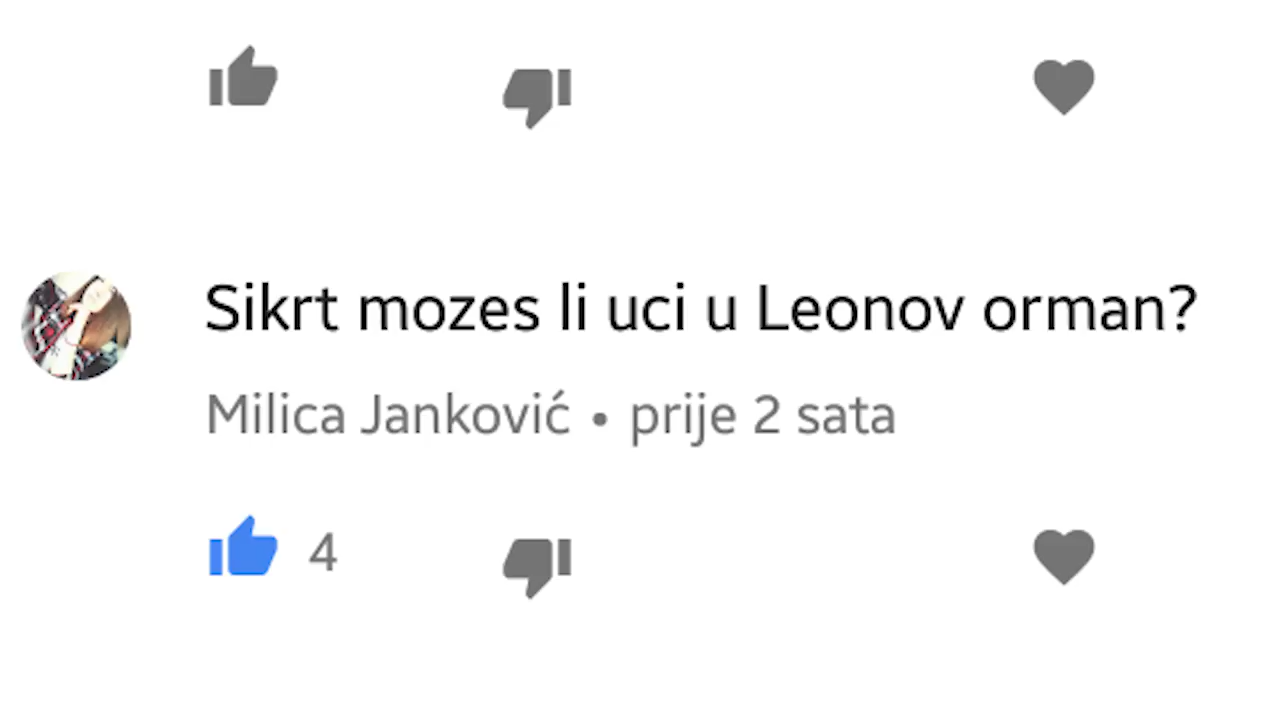 Sikrt mozes li uci u Leonov orman?
Milica Janković • prije 2 sata
4